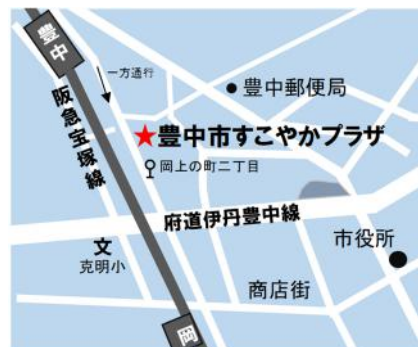 豊中
一方通行
豊中郵便局
阪急宝塚線
★豊中市すこやかプラザ
岡上の町二丁目
府道伊丹豊中線
文
克明小
市役所
商店街
岡